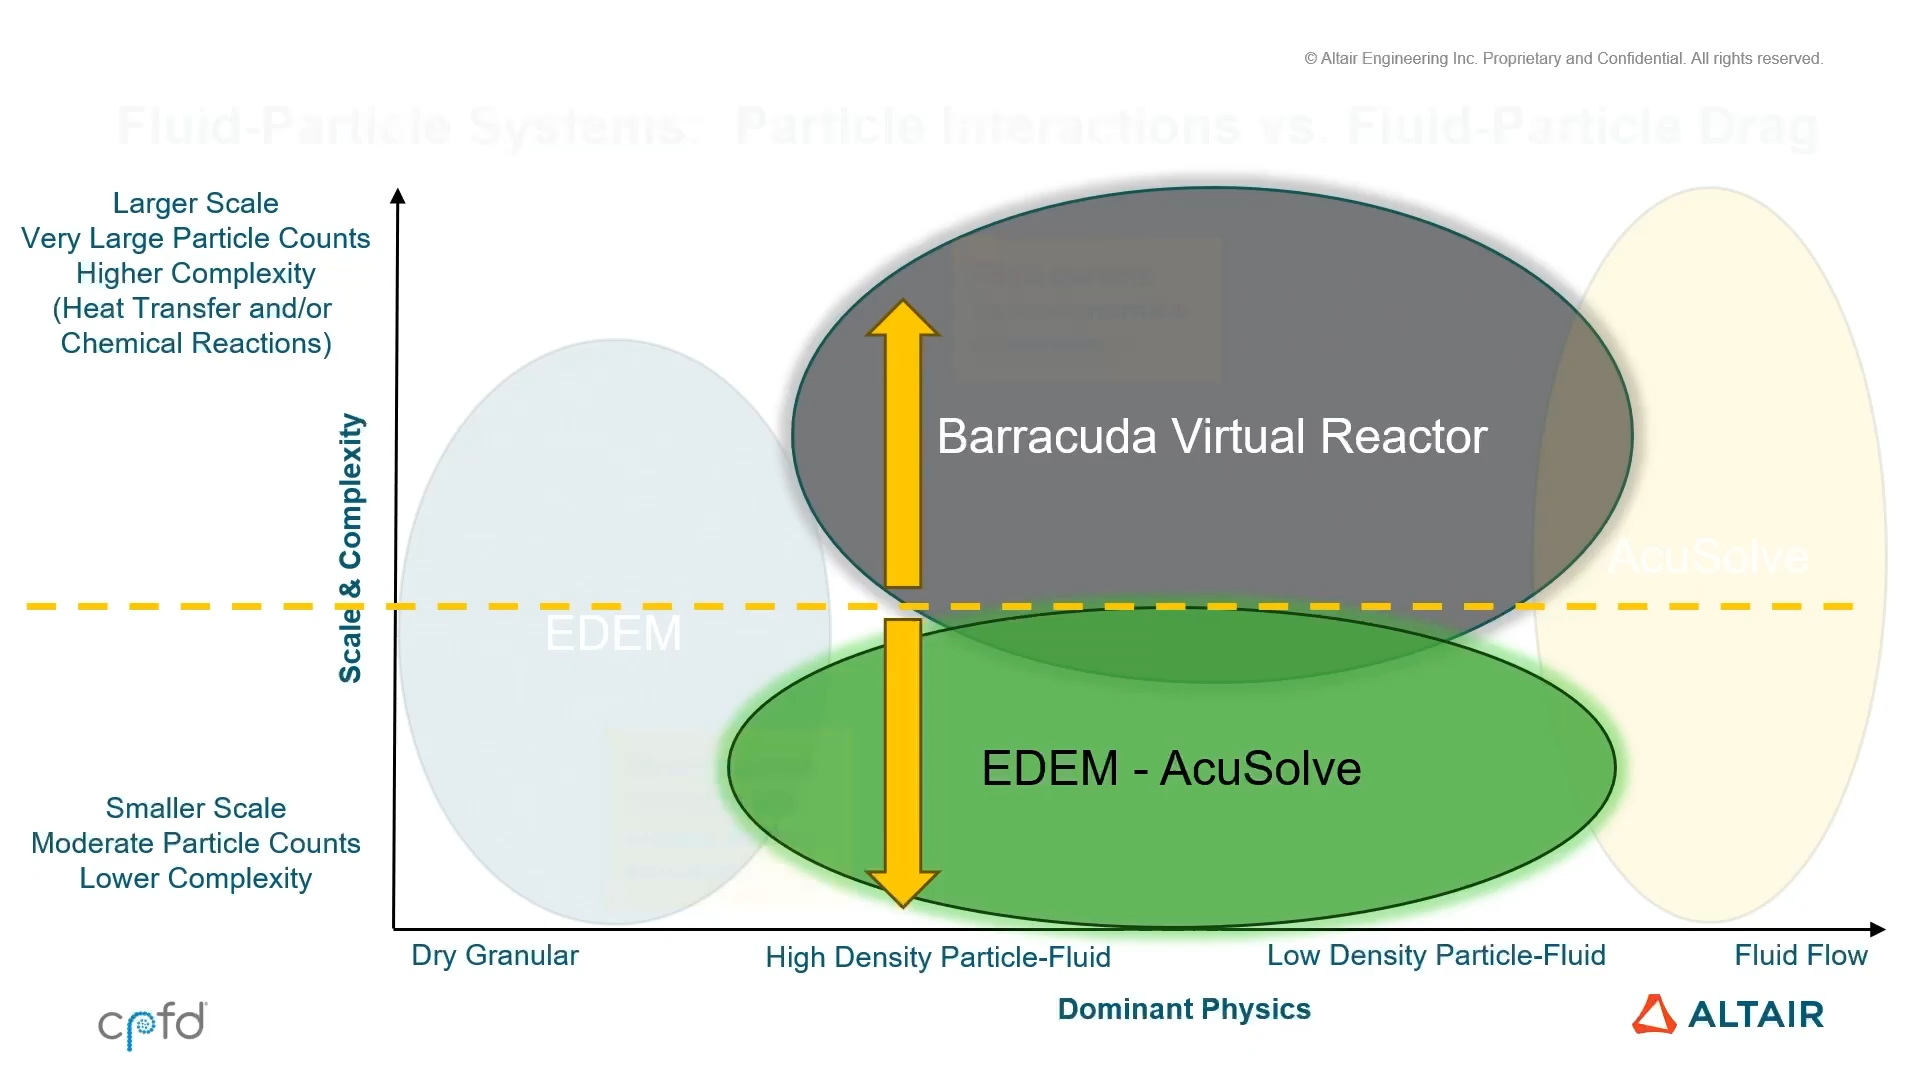 © Altair Engineering Inc. Proprietary and Confidential. All rights reserved.
Fluid-Particle Systems: Particle Interactions vs. Fluid-Particle Drag
Larger Scale
Very Large Particle Counts
Higher Complexity
(Heat Transfer and/or
Chemical Reactions)
Scale & Complexity
Barracuda Virtual Reactor
AcuSolve
EDEM
EDEM - AcuSolve
Smaller Scale
Moderate Particle Counts
Lower Complexity
Dry Granular
High Density Particle-Fluid
Low Density Particle-Fluid
Fluid Flow
Dominant Physics
cpfd
ALTAIR